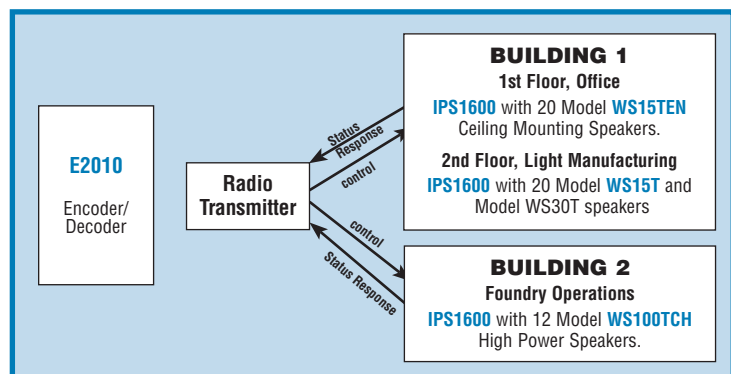 E2010
Encoder/
Decoder
Radio
Transmitter
Status
Response
control
control
Status Response
BUILDING 1
1st Floor, Office
IPS1600 with 20 Model WS15TEN
Ceiling Mounting Speakers.
2nd Floor, Light Manufacturing
IPS1600 with 20 Model WS15T and
Model WS30T speakers
BUILDING 2
Foundry Operations
IPS1600 with 12 Model WS100TCH
High Power Speakers.